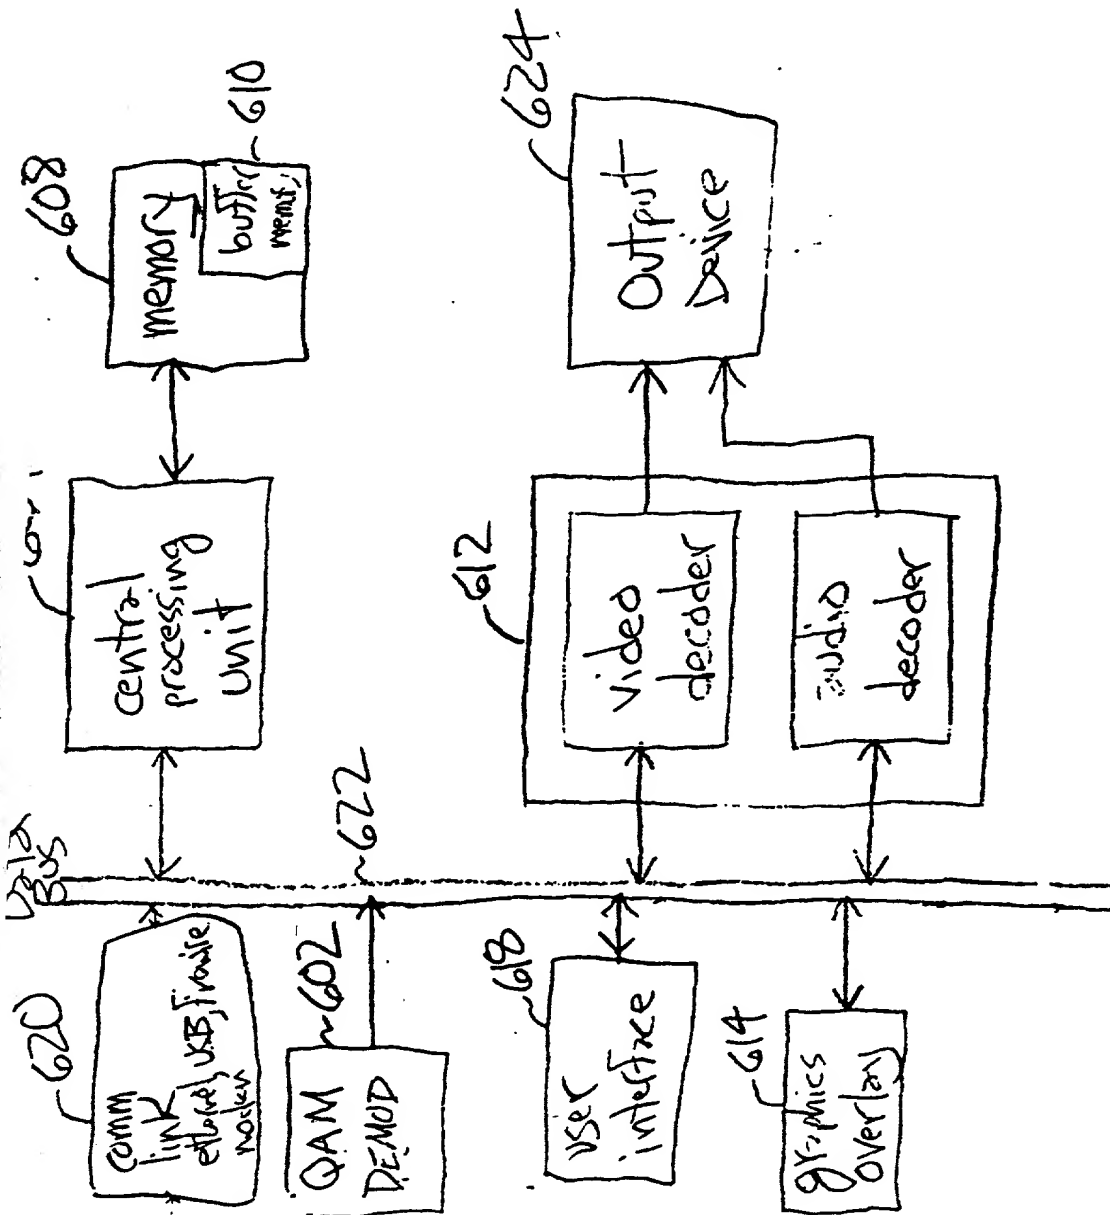 608
memory
buffer
610
624
Output
Device
central
processing
unit
612
video
decoder
audio
decoder
Data
Bus
622
620
comm
link
USB,
602
QAM
DEMOD
618
user
interface
614
graphics
overlay